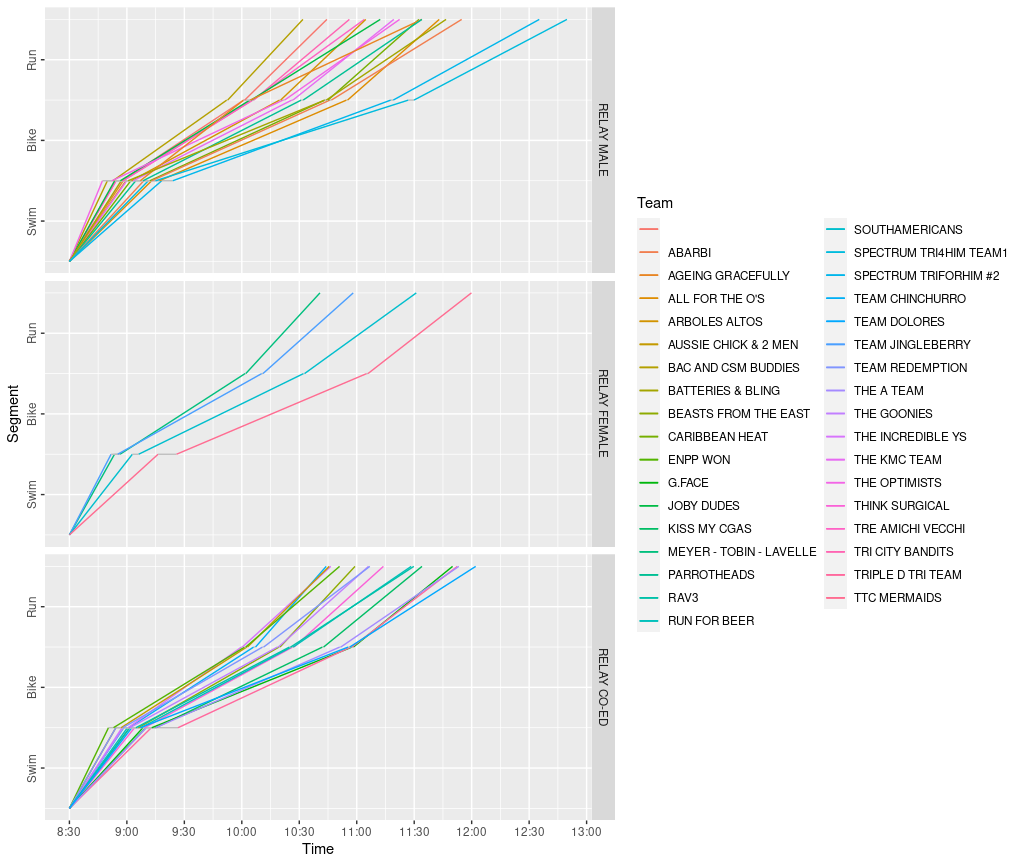 Run
Bike
Swim
RELAY MALE
Run
Bike
Swim
RELAY FEMALE
Run
Bike
Swim
RELAY CO-ED
Segment
8:30 9:00 9:30 10:00 10:30 11:00 11:30 12:00 12:30 13:00
Time
Team
ABARBI
AGEING GRACEFULLY
ALL FOR THE O'S
ARBOLES ALTOS
AUSSIE CHICK & 2 MEN
BAC AND CSM BUDDIES
BATTERIES & BLING
BEASTS FROM THE EAST
CARIBBEAN HEAT
ENPP WON
G.FACE
JOBY DUDES
KISS MY CGAS
MEYER - TOBIN - LAVELLE
PARROTHEADS
RAV3
RUN FOR BEER
SOUTHAMERICANS
SPECTRUM TRI4HIM TEAM1
SPECTRUM TRIFORHIM #2
TEAM CHINCHURRO
TEAM DOLORES
TEAM JINGLEBERRY
TEAM REDEMPTION
THE A TEAM
THE GOONIES
THE INCREDIBLE YS
THE KMC TEAM
THE OPTIMISTS
THINK SURGICAL
TRE AMICHI VECCHI
TRI CITY BANDITS
TRIPLE D TRI TEAM
TTC MERMAIDS